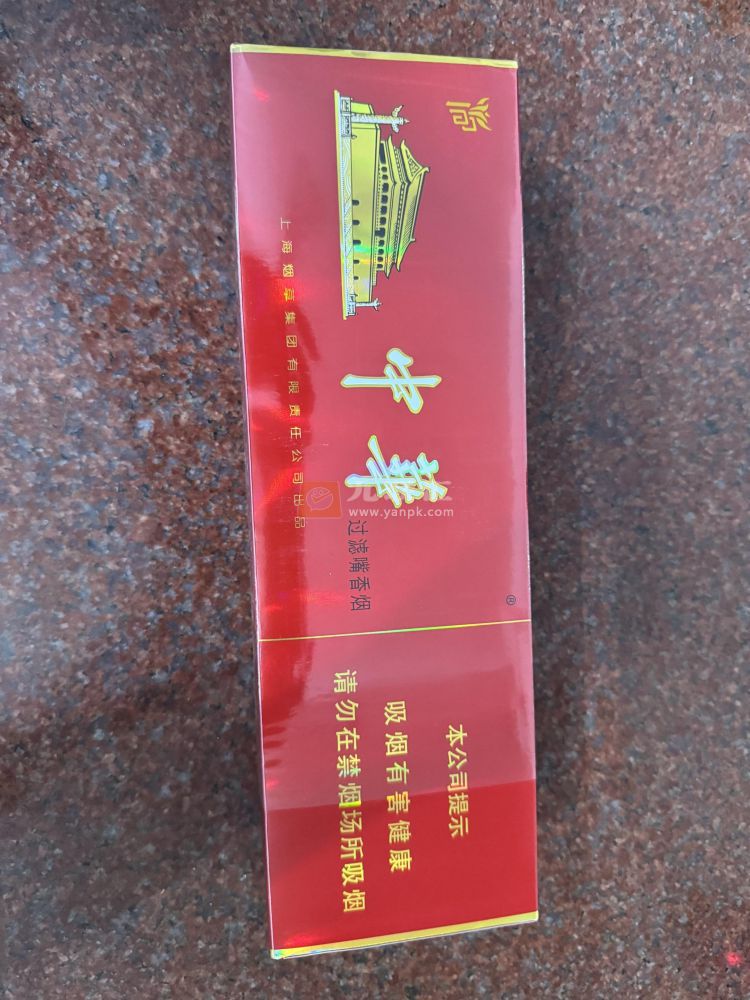 尚
中華
®
过滤嘴香烟
上海烟草集团有限责任公司出品
本公司提示
吸烟有害健康
请勿在禁烟场所吸烟
www.yanpk.com